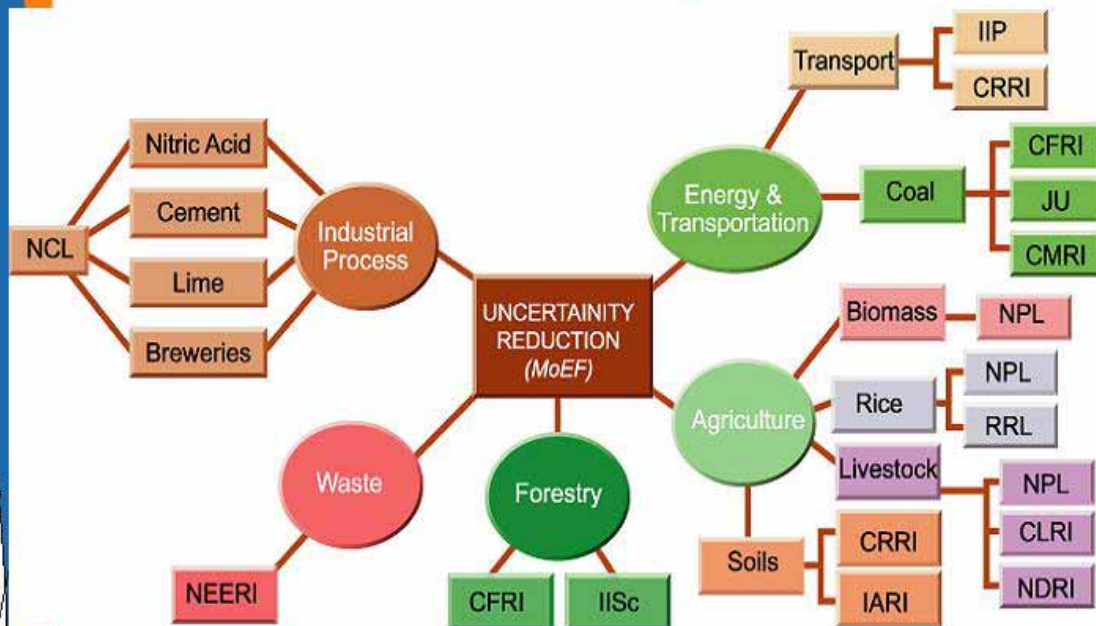 IIP
Transport
CRRI
Nitric Acid
CFRI
Energy &
Transportation
Coal
JU
Cement
Industrial
Process
NCL
CMRI
Lime
UNCERTAINITY
REDUCTION
(MoEF)
Biomass
NPL
Breweries
NPL
Rice
Agriculture
RRL
Livestock
NPL
Waste
Forestry
CRRI
CLRI
Soils
NEERI
CFRI
IISc
IARI
NDRI